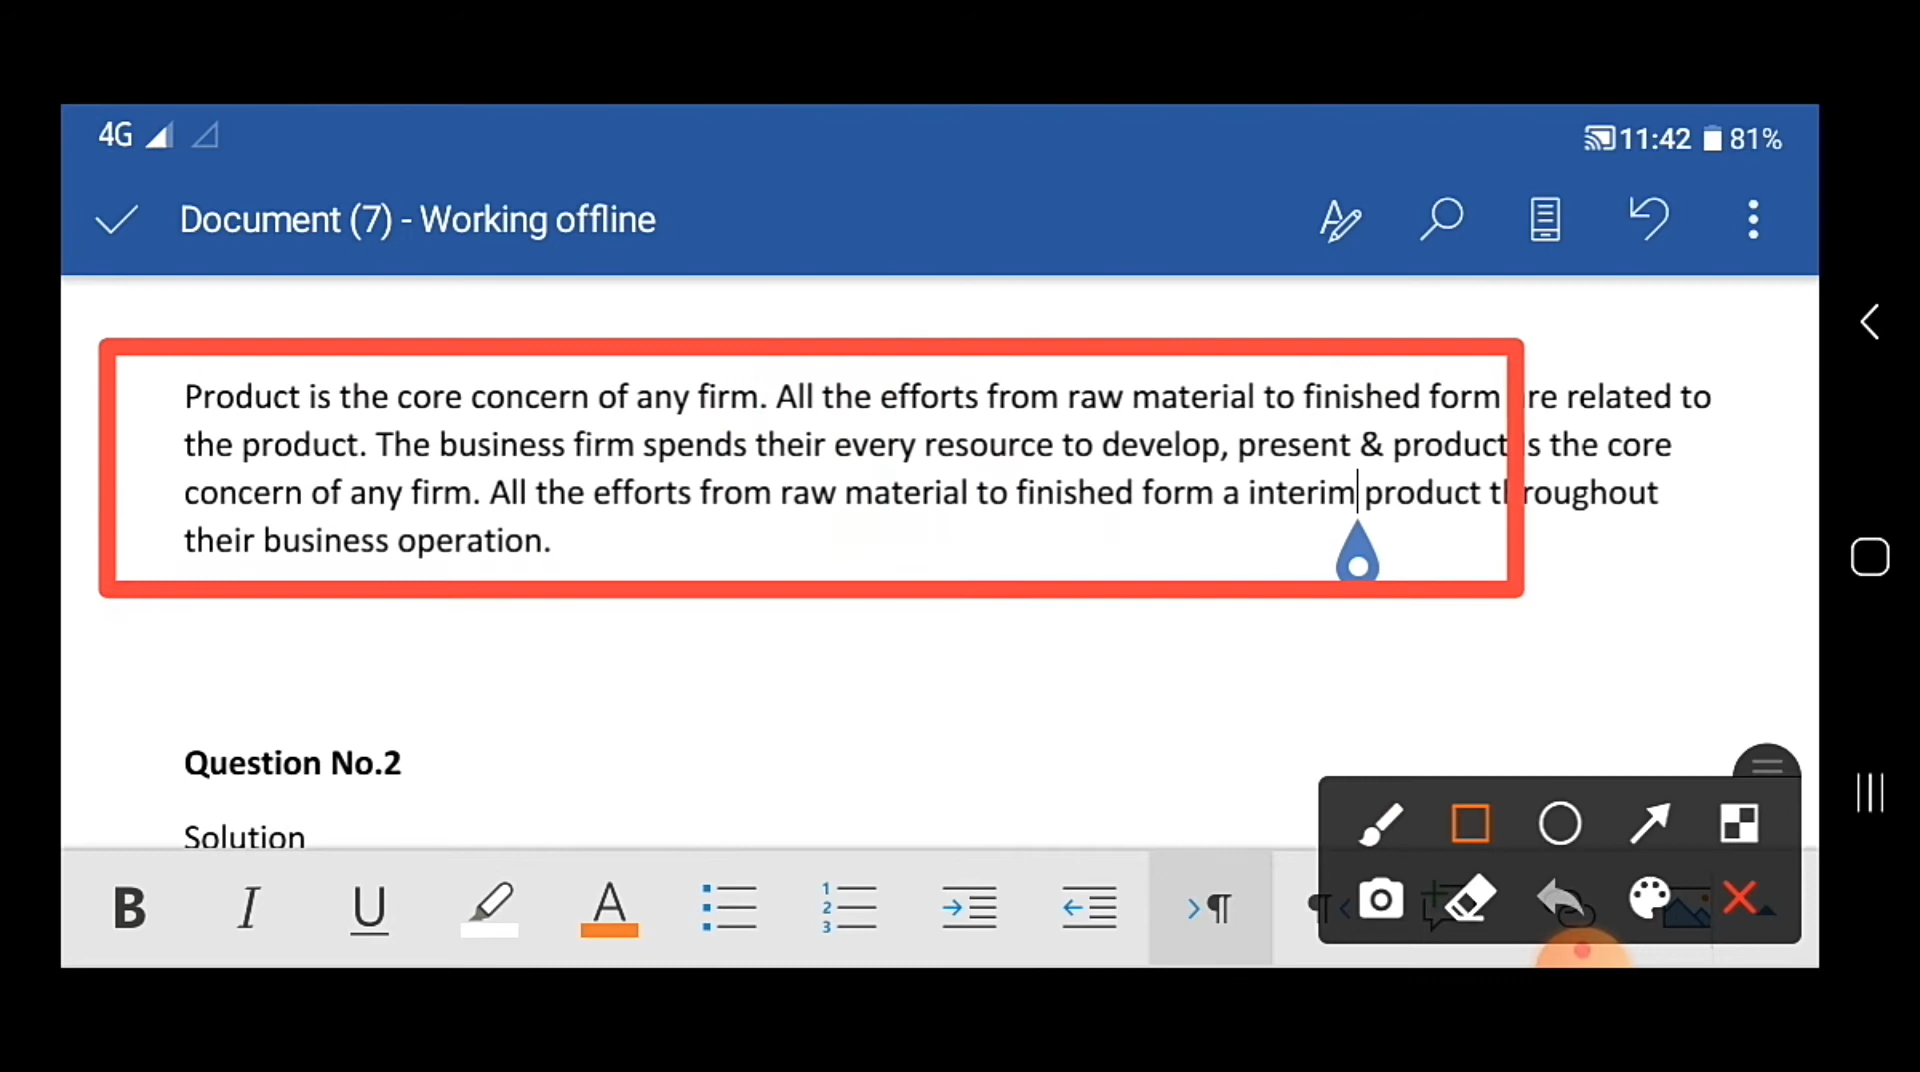 4G 11:42 81%
Document (7) - Working offline
Product is the core concern of any firm. All the efforts from raw material to finished form are related to
the product. The business firm spends their every resource to develop, present & product is the core
concern of any firm. All the efforts from raw material to finished form a interim product throughout
their business operation.
Question No.2
Solution